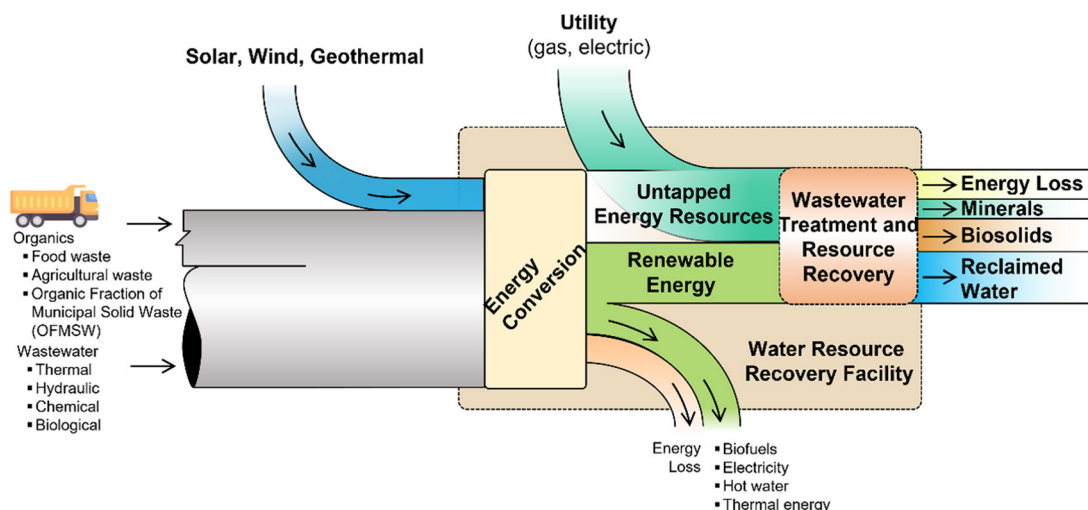 Solar, Wind, Geothermal
Utility
(gas, electric)
Organics
▪ Food waste
▪ Agricultural waste
▪ Organic Fraction of
Municipal Solid Waste
(OFMSW)
Wastewater
▪ Thermal
▪ Hydraulic
▪ Chemical
▪ Biological
Energy
Conversion
Untapped
Energy Resources
Renewable
Energy
Wastewater
Treatment and
Resource
Recovery
Energy Loss
Minerals
Biosolids
Reclaimed
Water
Water Resource
Recovery Facility
Energy
Loss
▪ Biofuels
▪ Electricity
▪ Hot water
▪ Thermal energy